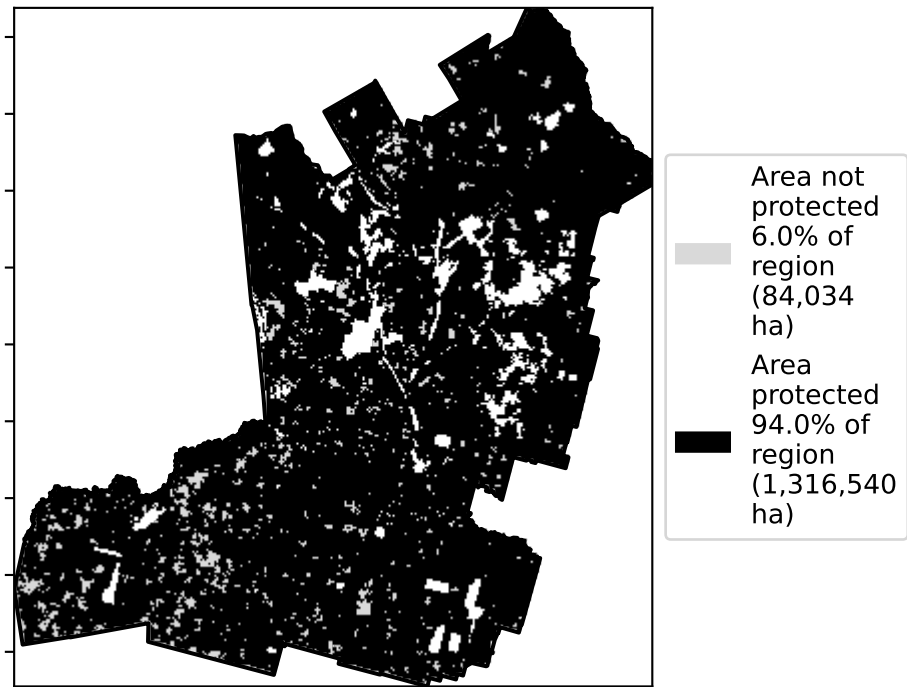 Area not
protected
6.0% of
region
(84,034
ha)
Area
protected
94.0% of
region
(1,316,540
ha)